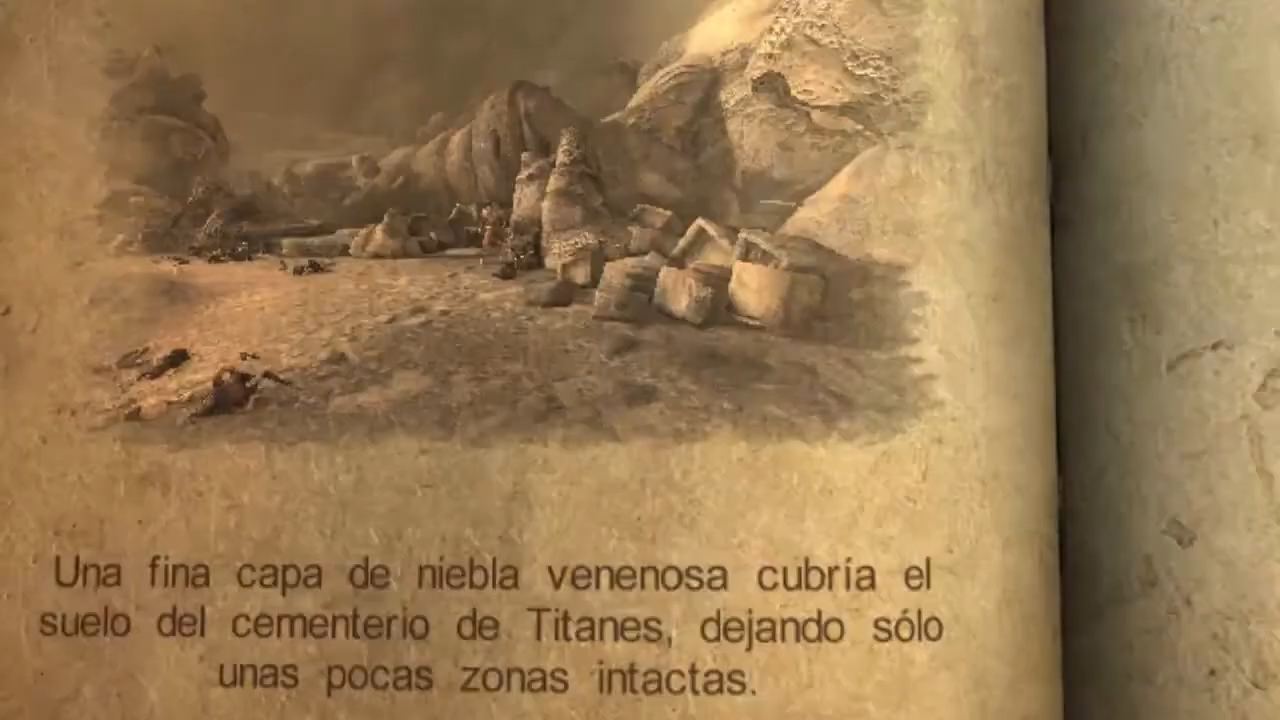 Una fina capa de niebla venenosa cubría el
suelo del cementerio de Titanes, dejando sólo
unas pocas zonas intactas.